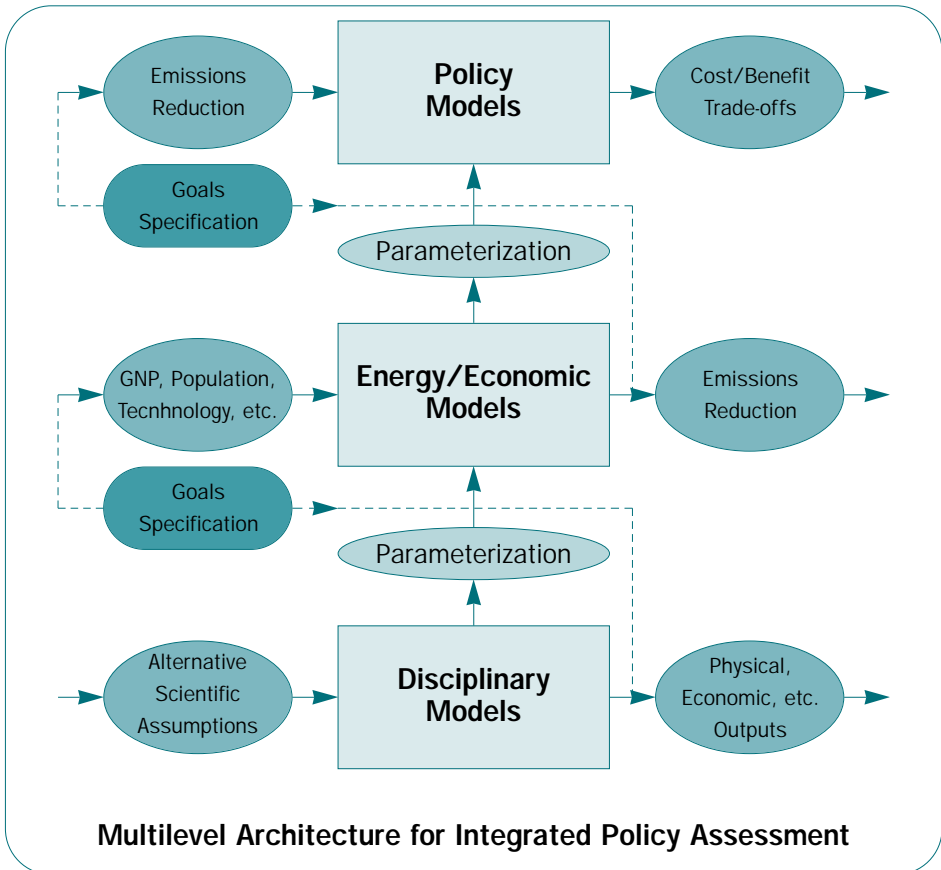 Emissions
Reduction
Policy
Models
Cost/Benefit
Trade-offs
Goals
Specification
Parameterization
GNP, Population,
Tecnhnology, etc.
Energy/Economic
Models
Emissions
Reduction
Goals
Specification
Parameterization
Alternative
Scientific
Assumptions
Disciplinary
Models
Physical,
Economic, etc.
Outputs
Multilevel Architecture for Integrated Policy Assessment